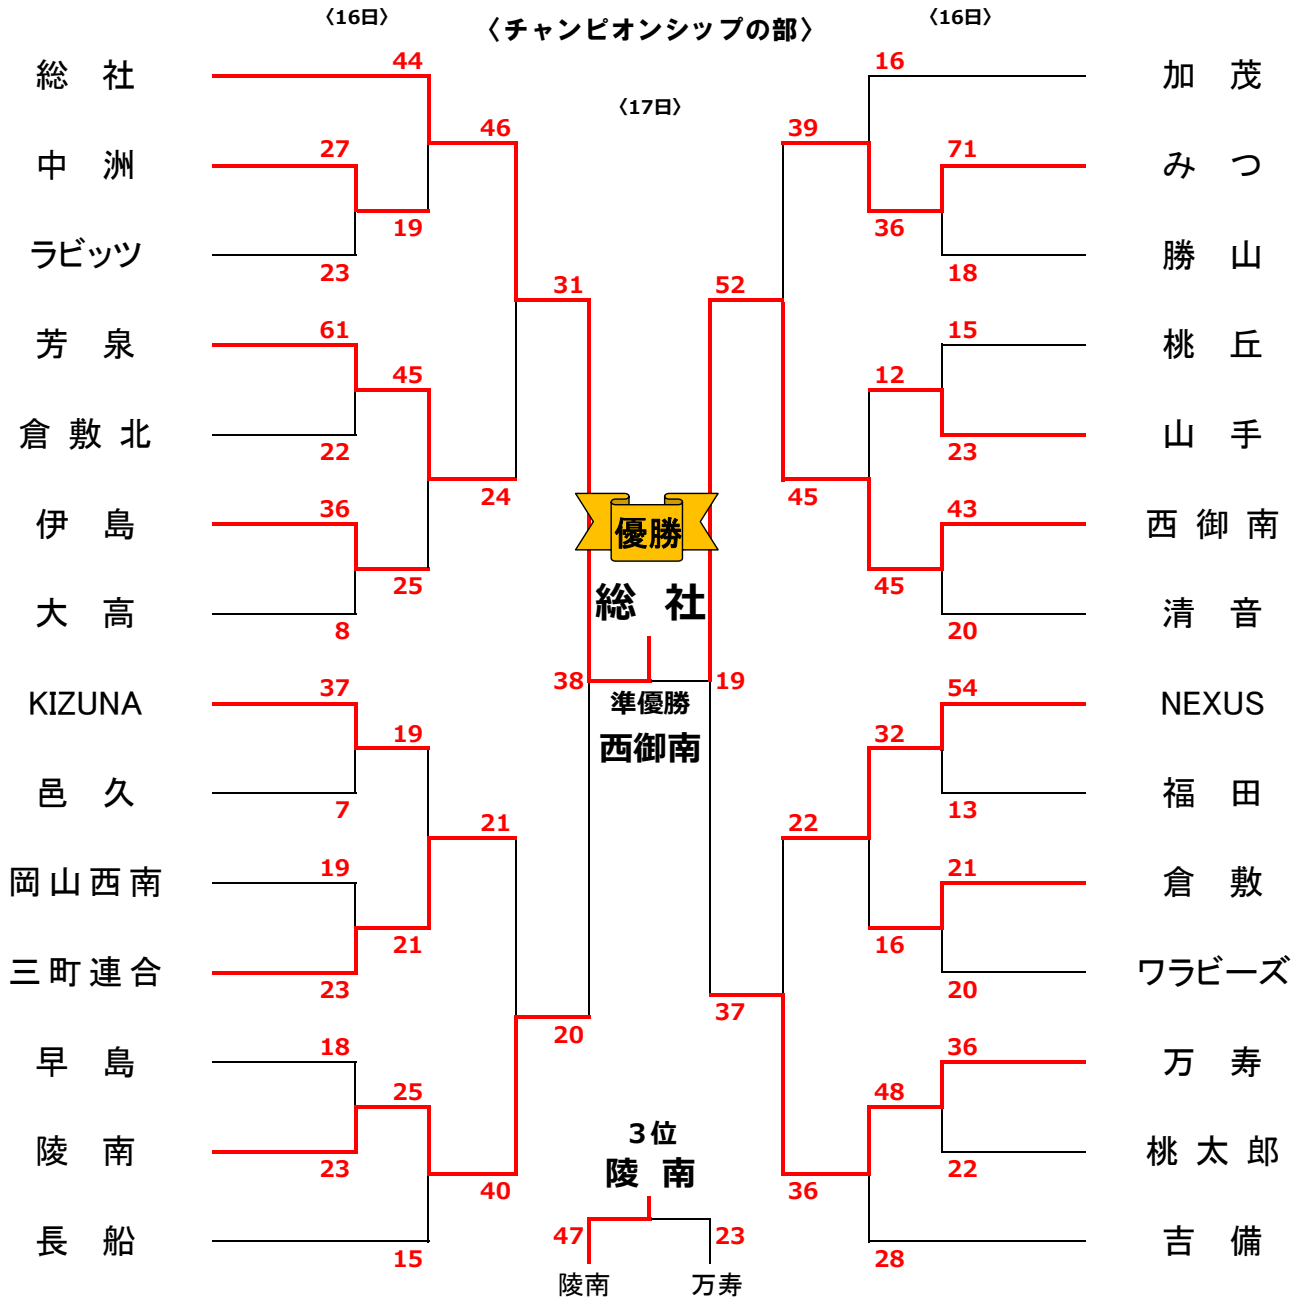 〈16日〉
〈チャンピオンシップの部〉
〈16日〉
〈17日〉
総 社
44
46
中 洲
27
19
ラビッツ
23
31
芳 泉
61
45
倉 敷 北
22
24
伊 島
36
25
大 高
8
KIZUNA
37
19
邑 久
7
21
岡山西南
19
21
三町連合
23
20
早 島
18
25
陵 南
23
40
長 船
15
優勝
総 社
38
19
準優勝
西御南
3位
陵 南
47
23
陵南
万寿
16
加 茂
39
71
みつ
36
18
勝 山
52
15
桃 丘
12
23
山 手
45
43
西 御 南
45
20
清 音
54
NEXUS
32
13
福 田
22
21
倉 敷
16
20
ワラビーズ
37
36
万 寿
48
22
桃 太 郎
36
28
吉 備